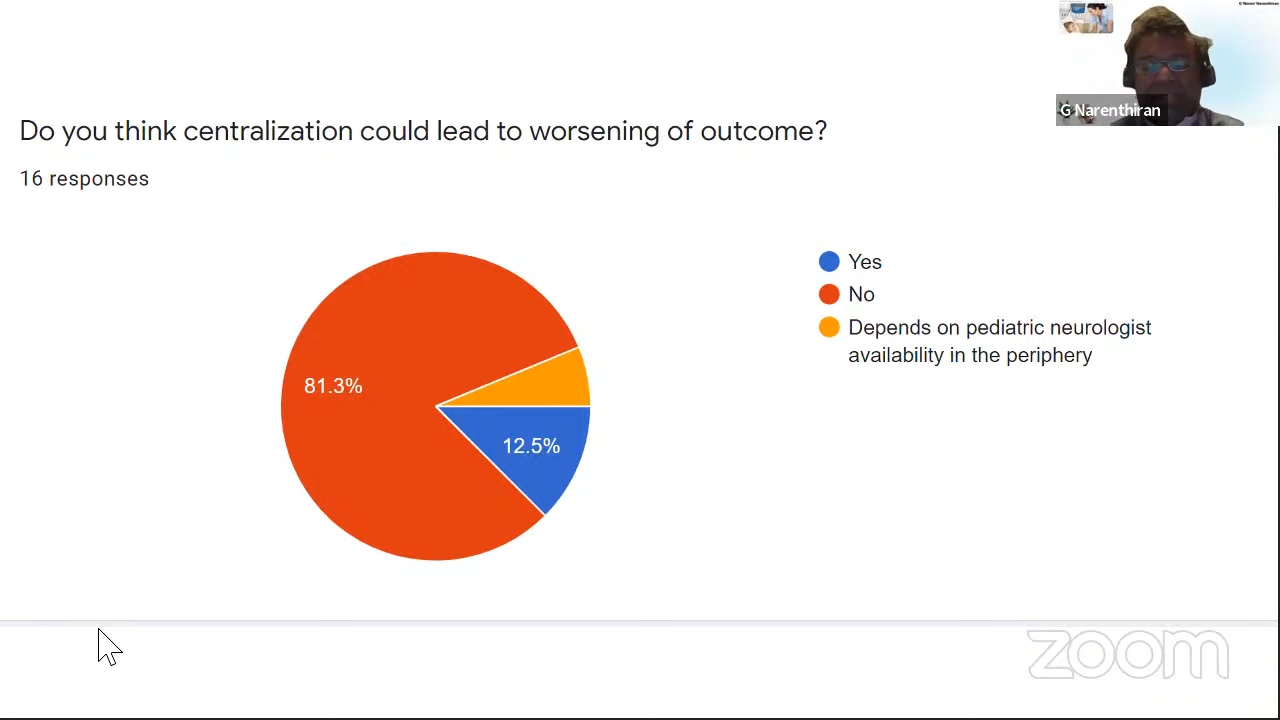 G Narenthiran
Do you think centralization could lead to worsening of outcome?
16 responses
Yes
No
Depends on pediatric neurologist
availability in the periphery
81.3%
12.5%
zoom